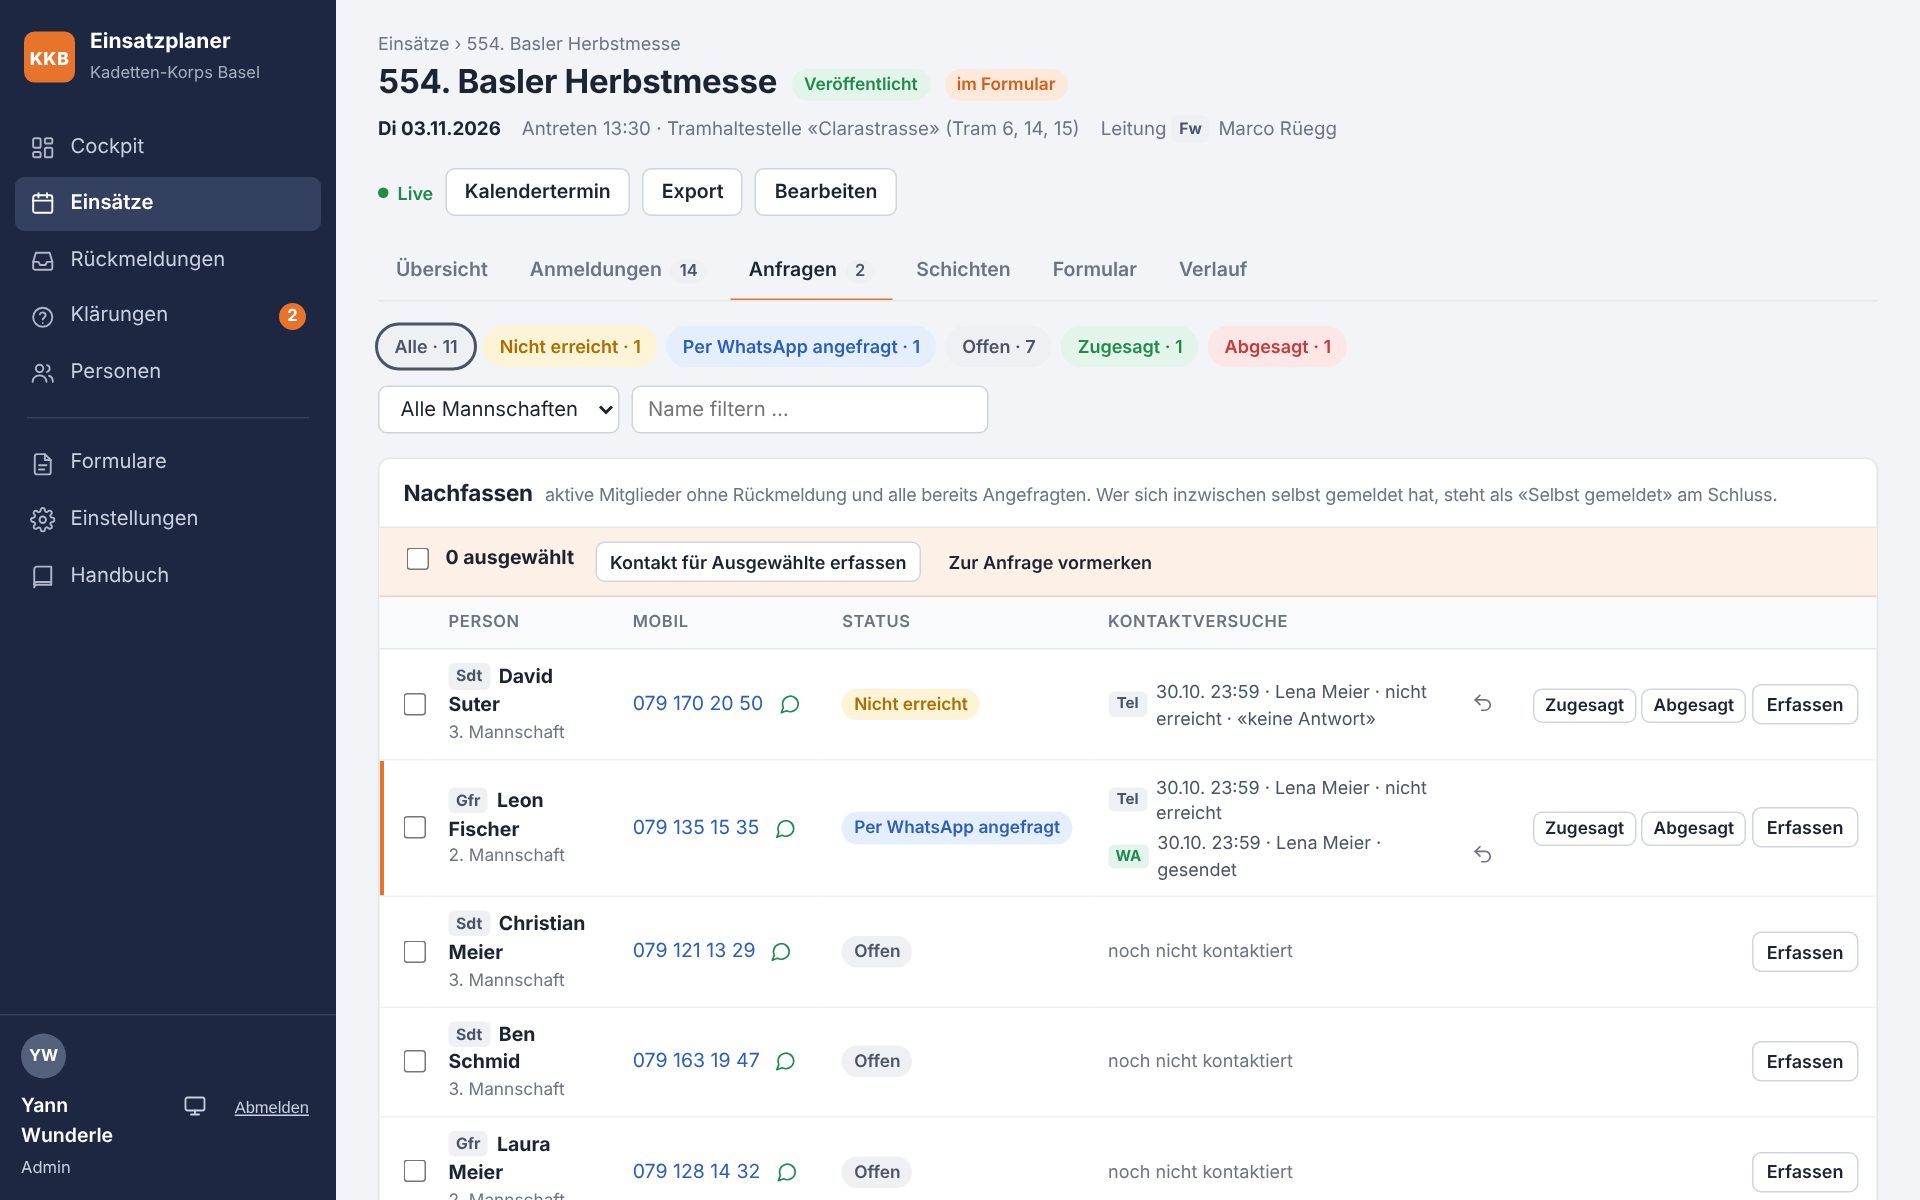 KKB
Einsatzplaner
Kadetten-Korps Basel
Cockpit
Einsätze
Rückmeldungen
Klärungen 2
Personen
Formulare
Einstellungen
Handbuch
YW
Yann
Wunderle
Admin
Abmelden
Einsätze › 554. Basler Herbstmesse
554. Basler Herbstmesse Veröffentlicht im Formular
Di 03.11.2026 Antreten 13:30 · Tramhaltestelle «Clarastrasse» (Tram 6, 14, 15) Leitung Fw Marco Rüegg
Live Kalendertermin Export Bearbeiten
Übersicht Anmeldungen 14 Anfragen 2 Schichten Formular Verlauf
Alle · 11 Nicht erreicht · 1 Per WhatsApp angefragt · 1 Offen · 7 Zugesagt · 1 Abgesagt · 1
Alle Mannschaften Name filtern ...
Nachfassen aktive Mitglieder ohne Rückmeldung und alle bereits Angefragten. Wer sich inzwischen selbst gemeldet hat, steht als «Selbst gemeldet» am Schluss.
0 ausgewählt Kontakt für Ausgewählte erfassen Zur Anfrage vormerken
PERSON MOBIL STATUS KONTAKTVERSUCHE
Sdt David
Suter
3. Mannschaft
079 170 20 50
Nicht erreicht
Tel 30.10. 23:59 · Lena Meier · nicht
erreicht · «keine Antwort»
Zugesagt Abgesagt Erfassen
Gfr Leon
Fischer
2. Mannschaft
079 135 15 35
Per WhatsApp angefragt
Tel 30.10. 23:59 · Lena Meier · nicht
erreicht
WA 30.10. 23:59 · Lena Meier ·
gesendet
Zugesagt Abgesagt Erfassen
Sdt Christian
Meier
3. Mannschaft
079 121 13 29
Offen
noch nicht kontaktiert
Erfassen
Sdt Ben
Schmid
3. Mannschaft
079 163 19 47
Offen
noch nicht kontaktiert
Erfassen
Gfr Laura
Meier
2. Mannschaft
079 128 14 32
Offen
noch nicht kontaktiert
Erfassen